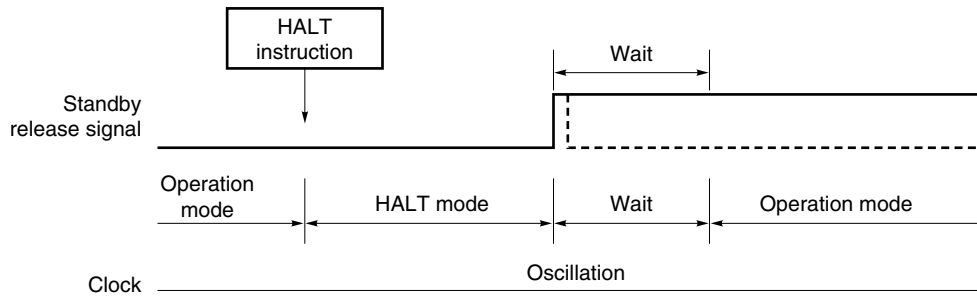 HALT
instruction
Wait
Standby
release signal
Operation
mode
HALT mode
Wait
Operation mode
Oscillation
Clock